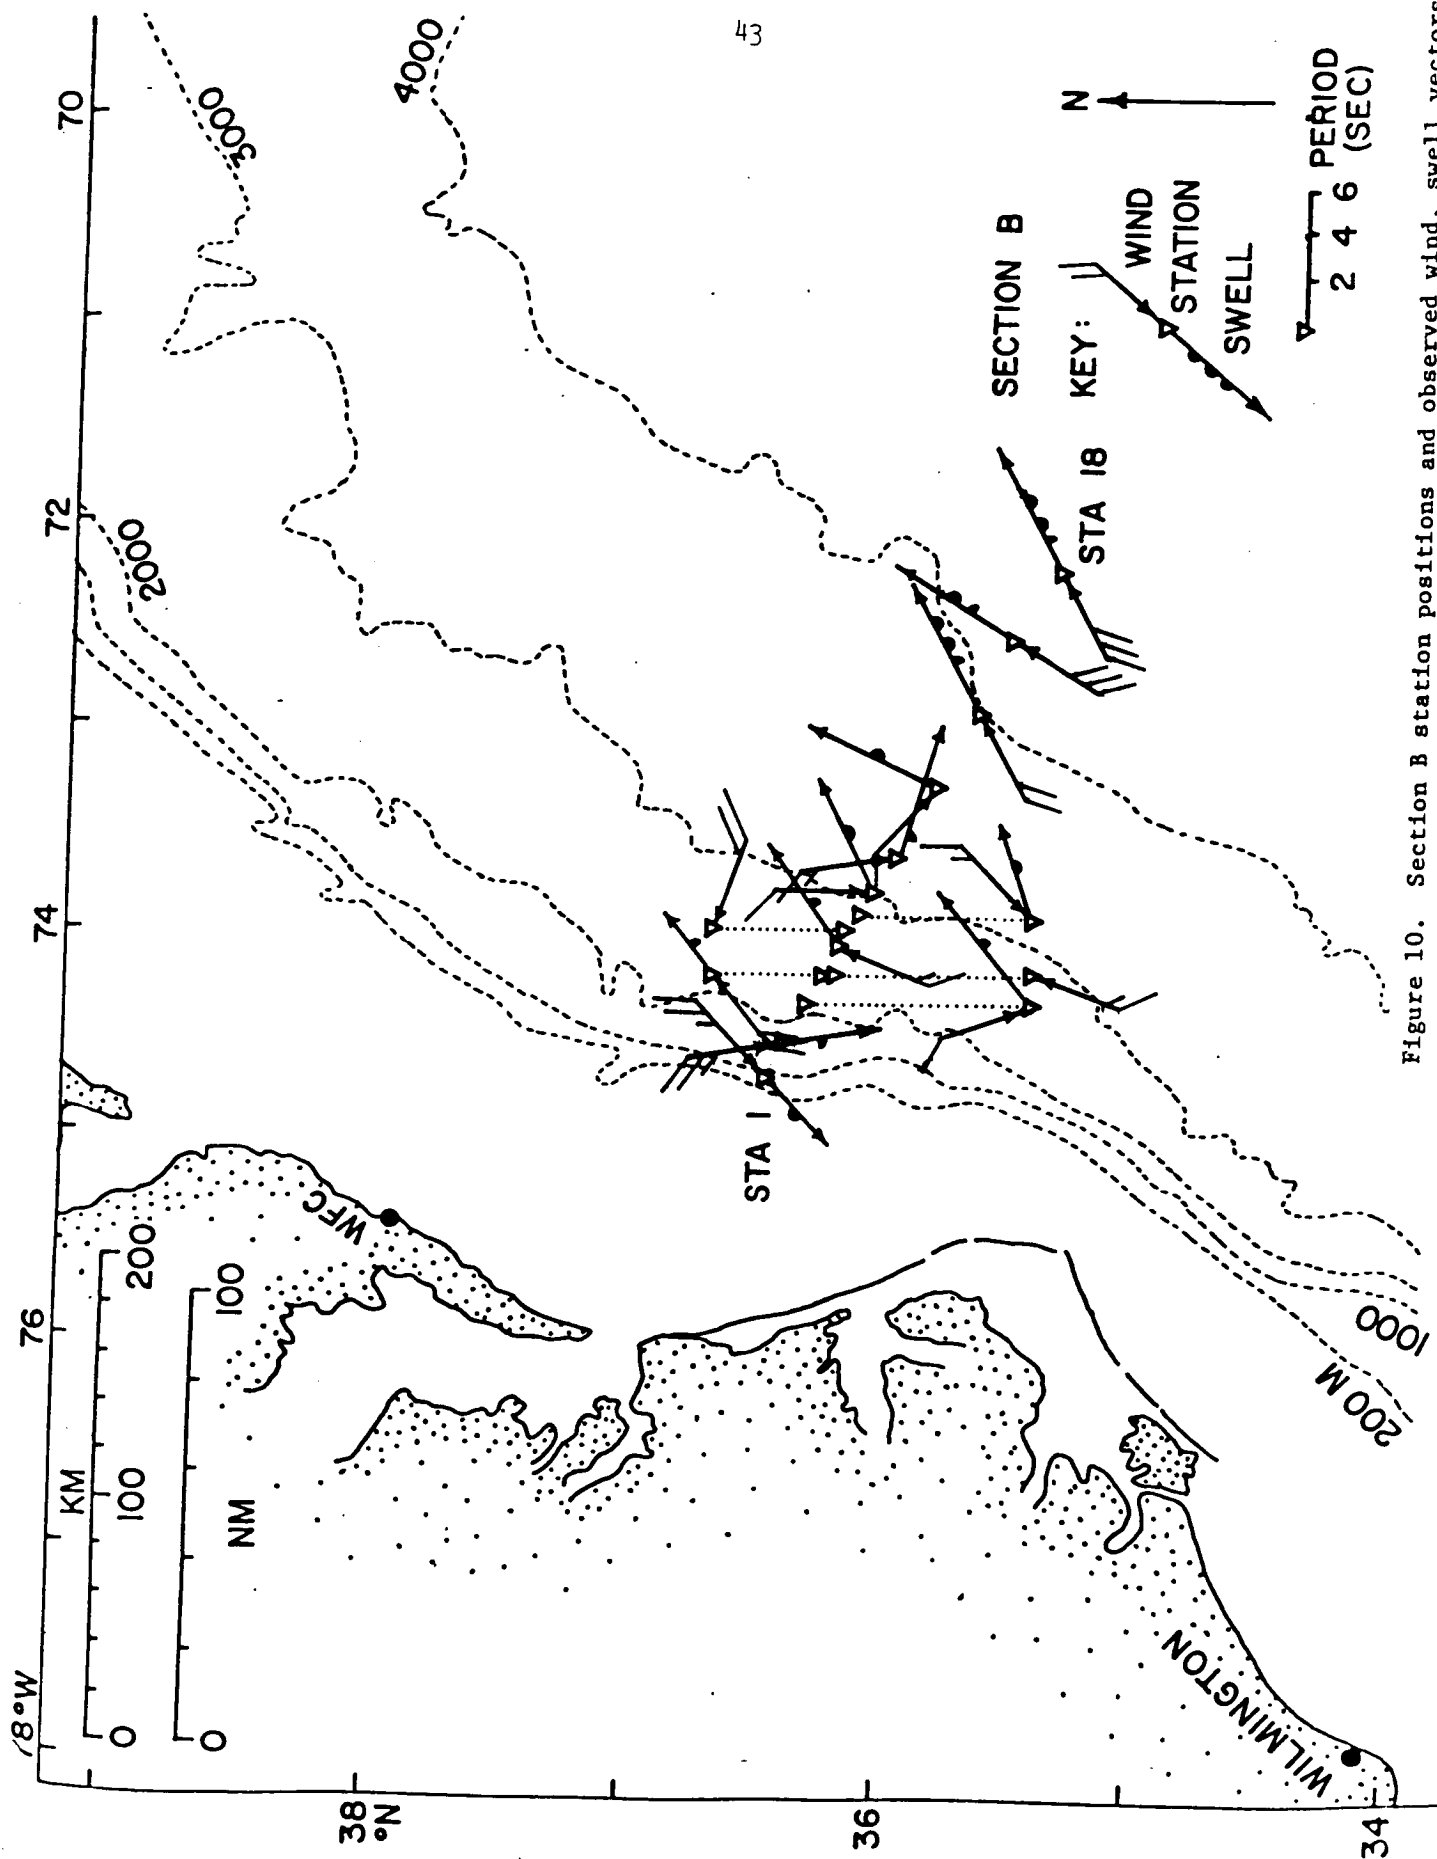 43
78°W
76
74
72
70
KM
0
100
200
NM
0
100
38
°N
36
34
WFC
WILMINGTON
200 M
1000
2000
3000
4000
STA 1
STA 18
SECTION B
KEY:
WIND
STATION
SWELL
N
2 4 6 PERIOD
(SEC)
Figure 10. Section B station positions and observed wind, swell vectors